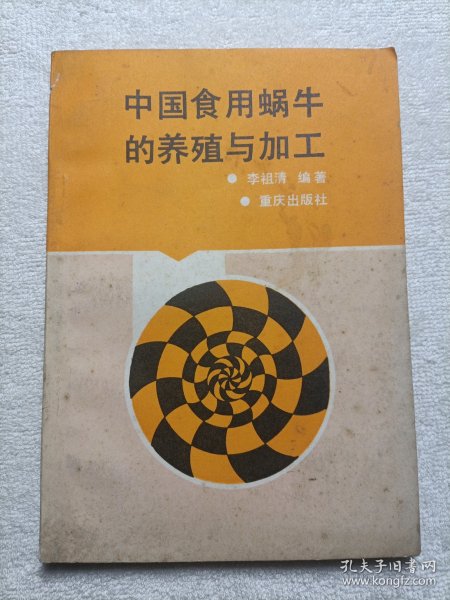 中国食用蜗牛
的养殖与加工
● 李祖清 编著
● 重庆出版社
孔夫子旧书网
www.kongfz.com